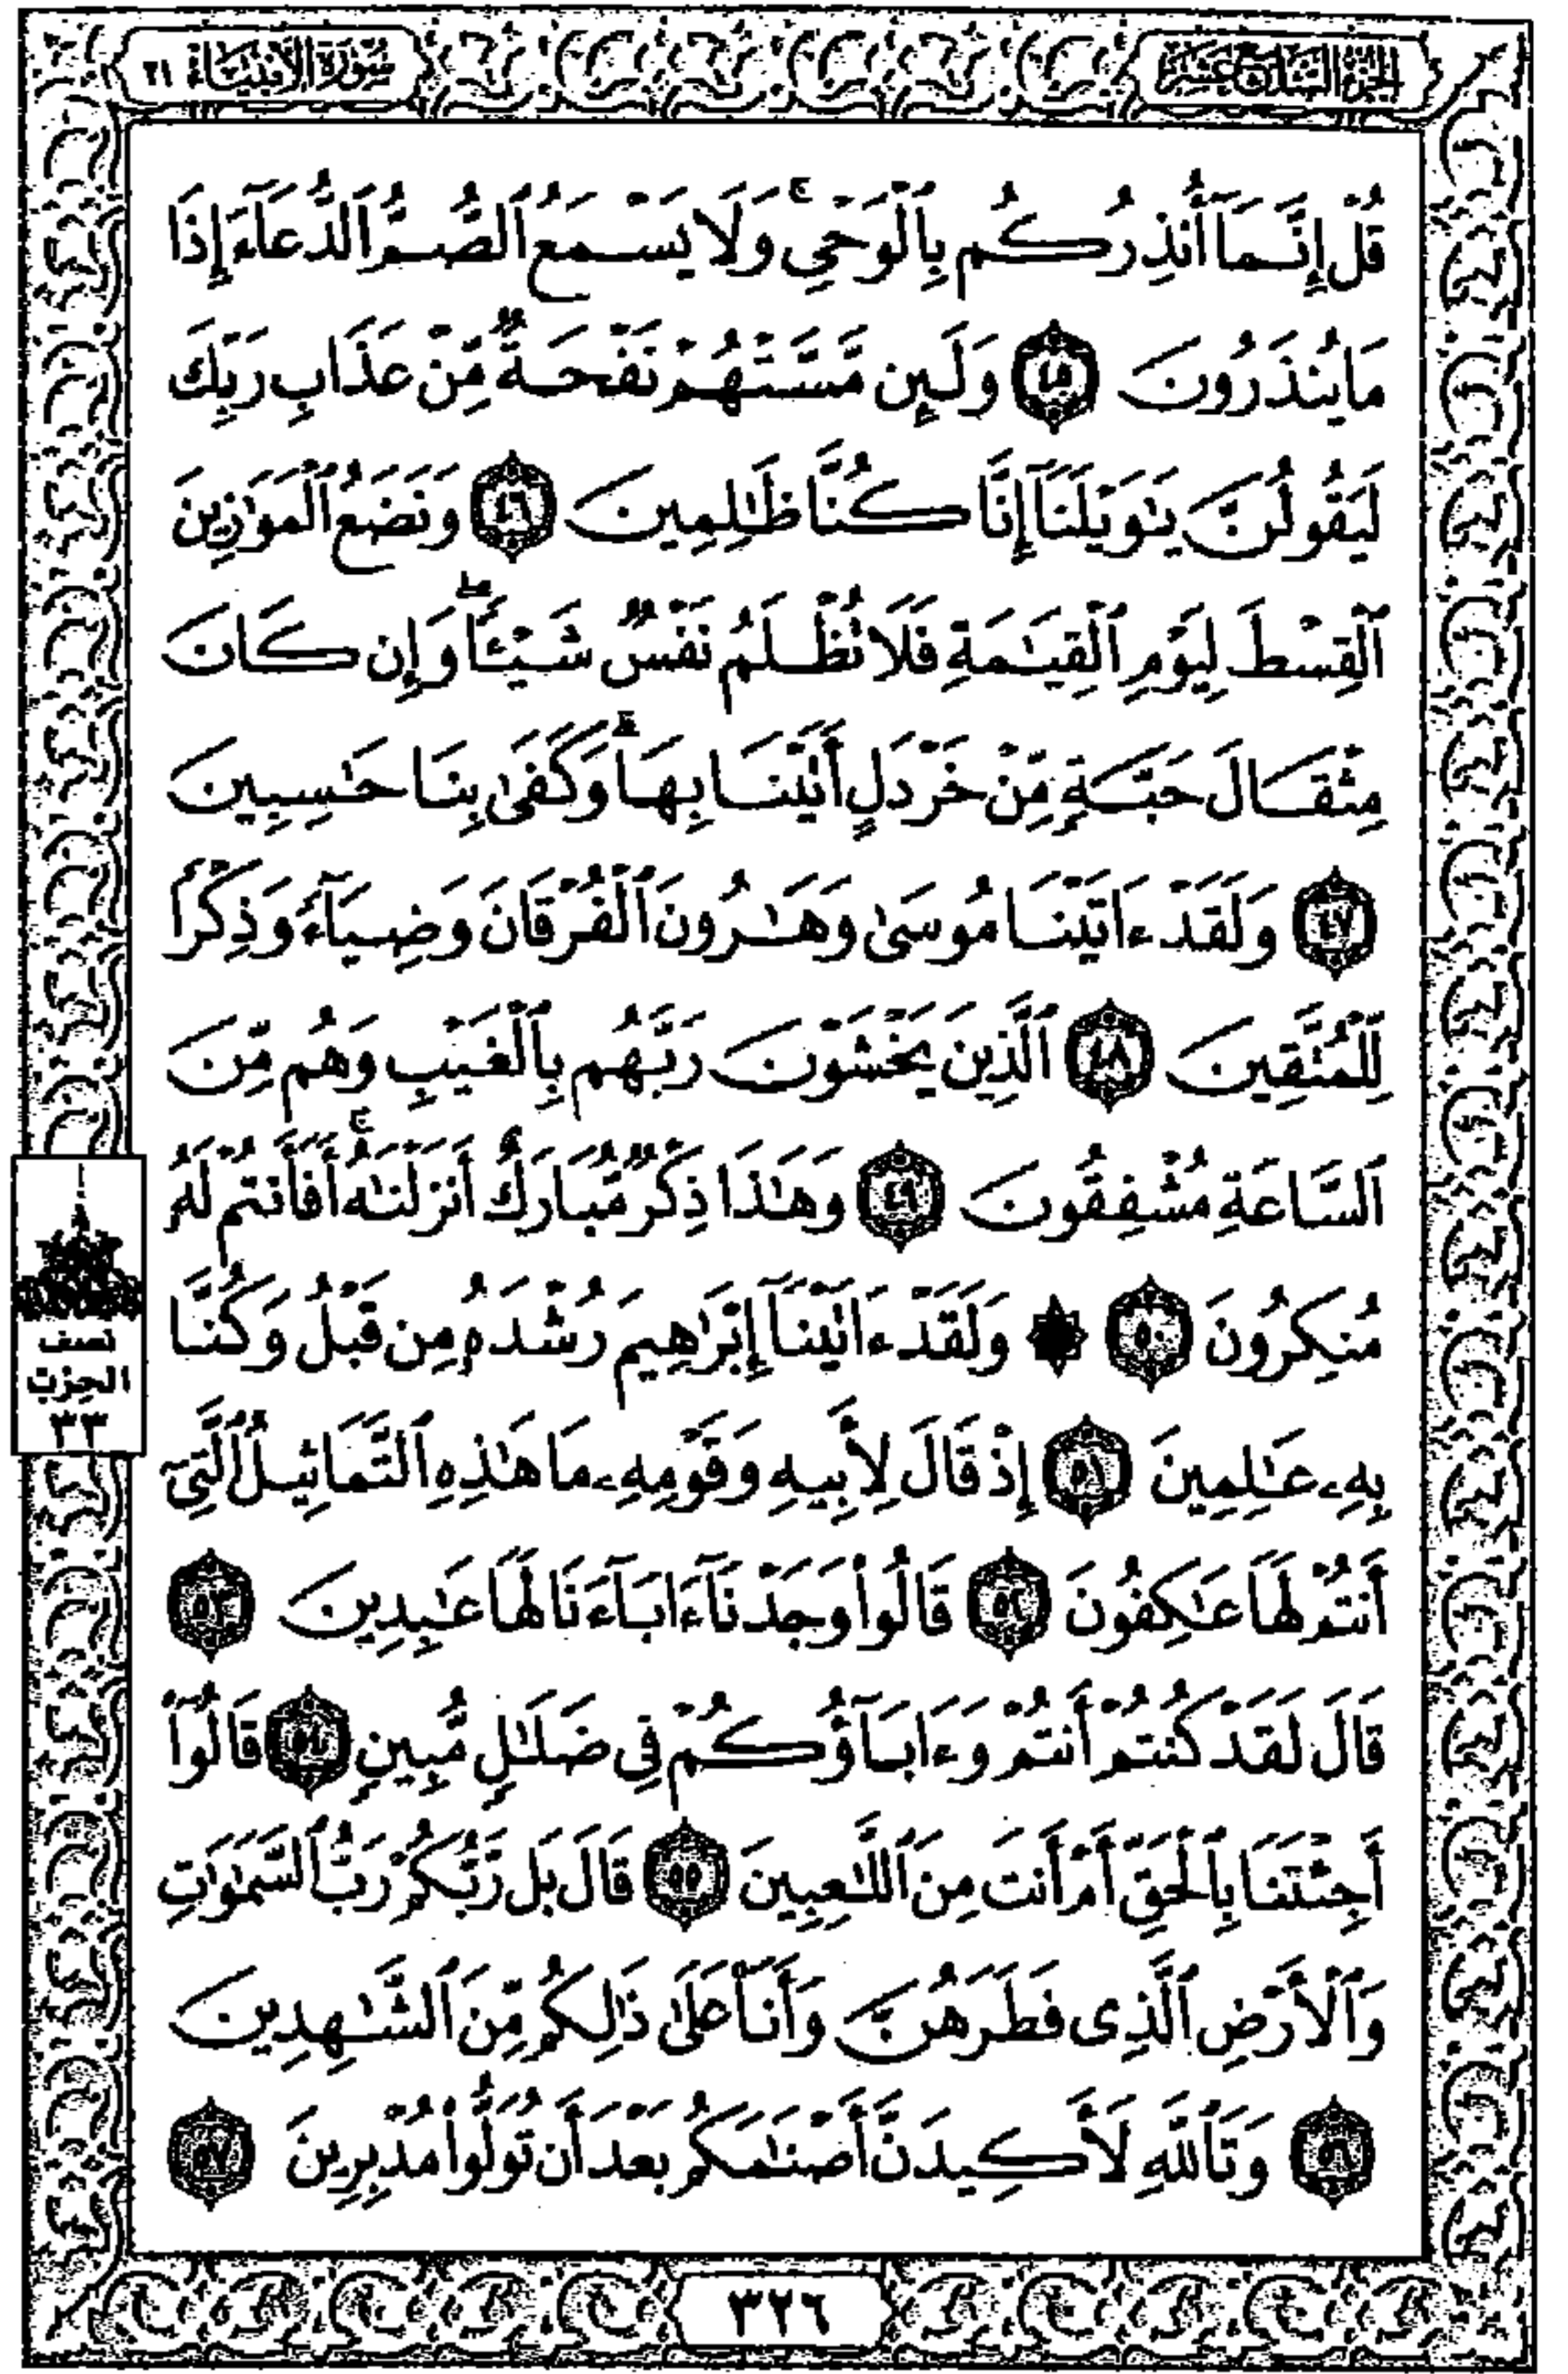 الجزء السابع عشر
سورة الأنبياء ٢١
قُلْ إِنَّمَآ أُنذِرُكُم بِٱلْوَحْىِ ۚ وَلَا يَسْمَعُ ٱلصُّمُّ ٱلدُّعَآءَ إِذَا
مَا يُنذَرُونَ ٤٥ وَلَئِن مَّسَّتْهُمْ نَفْحَةٌ مِّنْ عَذَابِ رَبِّكَ
لَيَقُولُنَّ يَٰوَيْلَنَآ إِنَّا كُنَّا ظَٰلِمِينَ ٤٦ وَنَضَعُ ٱلْمَوَٰزِينَ
ٱلْقِسْطَ لِيَوْمِ ٱلْقِيَٰمَةِ فَلَا تُظْلَمُ نَفْسٌ شَيْـًٔا ۖ وَإِن كَانَ
مِثْقَالَ حَبَّةٍ مِّنْ خَرْدَلٍ أَتَيْنَا بِهَا ۗ وَكَفَىٰ بِنَا حَٰسِبِينَ
٤٧ وَلَقَدْ ءَاتَيْنَا مُوسَىٰ وَهَٰرُونَ ٱلْفُرْقَانَ وَضِيَآءً وَذِكْرًا
لِّلْمُتَّقِينَ ٤٨ ٱلَّذِينَ يَخْشَوْنَ رَبَّهُم بِٱلْغَيْبِ وَهُم مِّنَ
ٱلسَّاعَةِ مُشْفِقُونَ ٤٩ وَهَٰذَا ذِكْرٌ مُّبَارَكٌ أَنزَلْنَٰهُ ۚ أَفَأَنتُمْ لَهُۥ
مُنكِرُونَ ٥٠ ۞ وَلَقَدْ ءَاتَيْنَآ إِبْرَٰهِيمَ رُشْدَهُۥ مِن قَبْلُ وَكُنَّا
بِهِۦ عَٰلِمِينَ ٥١ إِذْ قَالَ لِأَبِيهِ وَقَوْمِهِۦ مَا هَٰذِهِ ٱلتَّمَاثِيلُ ٱلَّتِىٓ
أَنتُمْ لَهَا عَٰكِفُونَ ٥٢ قَالُوا۟ وَجَدْنَآ ءَابَآءَنَا لَهَا عَٰبِدِينَ ٥٣
قَالَ لَقَدْ كُنتُمْ أَنتُمْ وَءَابَآؤُكُمْ فِى ضَلَٰلٍ مُّبِينٍ ٥٤ قَالُوٓا۟
أَجِئْتَنَا بِٱلْحَقِّ أَمْ أَنتَ مِنَ ٱللَّٰعِبِينَ ٥٥ قَالَ بَل رَّبُّكُمْ رَبُّ ٱلسَّمَٰوَٰتِ
وَٱلْأَرْضِ ٱلَّذِى فَطَرَهُنَّ وَأَنَا۠ عَلَىٰ ذَٰلِكُم مِّنَ ٱلشَّٰهِدِينَ
٥٦ وَتَٱللَّهِ لَأَكِيدَنَّ أَصْنَٰمَكُم بَعْدَ أَن تُوَلُّوا۟ مُدْبِرِينَ ٥٧
نصف
الحزب
٣٣
٣٢٦